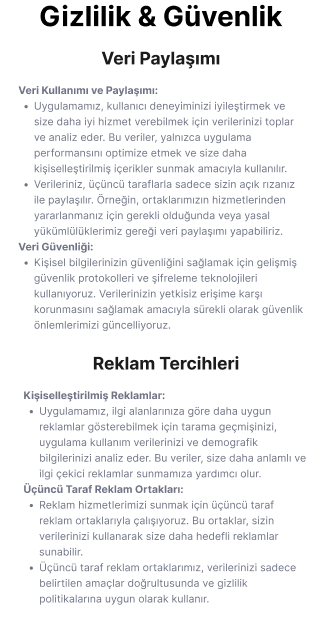 Gizlilik & Güvenlik
Veri Paylaşımı
Veri Kullanımı ve Paylaşımı:
• Uygulamamız, kullanıcı deneyiminizi iyileştirmek ve
size daha iyi hizmet verebilmek için verilerinizi toplar
ve analiz eder. Bu veriler, yalnızca uygulama
performansını optimize etmek ve size daha
kişiselleştirilmiş içerikler sunmak amacıyla kullanılır.
• Verileriniz, üçüncü taraflarla sadece sizin açık rızanız
ile paylaşılır. Örneğin, ortaklarımızın hizmetlerinden
yararlanmanız için gerekli olduğunda veya yasal
yükümlülüklerimiz gereği veri paylaşımı yapabiliriz.
Veri Güvenliği:
• Kişisel bilgilerinizin güvenliğini sağlamak için gelişmiş
güvenlik protokolleri ve şifreleme teknolojileri
kullanıyoruz. Verilerinizin yetkisiz erişime karşı
korunmasını sağlamak amacıyla sürekli olarak güvenlik
önlemlerimizi güncelliyoruz.
Reklam Tercihleri
Kişiselleştirilmiş Reklamlar:
• Uygulamamız, ilgi alanlarınıza göre daha uygun
reklamlar gösterebilmek için tarama geçmişinizi,
uygulama kullanım verilerinizi ve demografik
bilgilerinizi analiz eder. Bu veriler, size daha anlamlı ve
ilgi çekici reklamlar sunmamıza yardımcı olur.
Üçüncü Taraf Reklam Ortakları:
• Reklam hizmetlerimizi sunmak için üçüncü taraf
reklam ortaklarıyla çalışıyoruz. Bu ortaklar, sizin
verilerinizi kullanarak size daha hedefli reklamlar
sunabilir.
• Üçüncü taraf reklam ortaklarımız, verilerinizi sadece
belirtilen amaçlar doğrultusunda ve gizlilik
politikalarına uygun olarak kullanır.